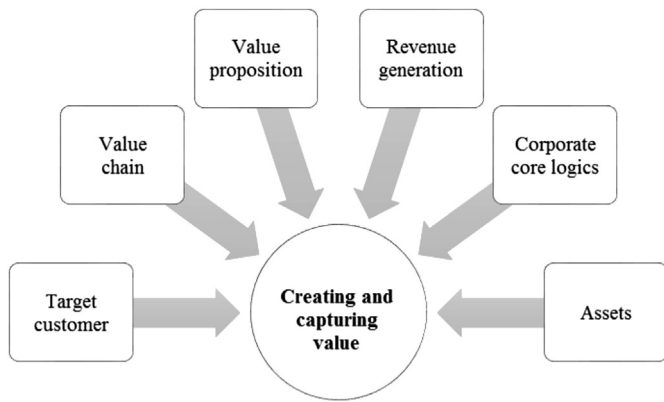 Value
proposition
Revenue
generation
Value
chain
Corporate
core logics
Target
customer
Creating and
capturing
value
Assets